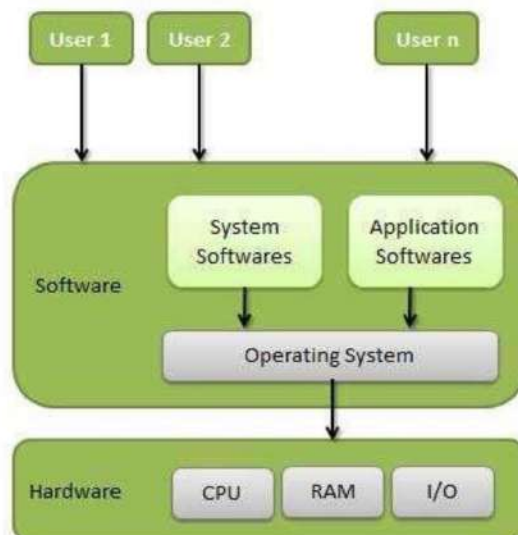 User 1
User 2
User n
System
Softwares
Application
Softwares
Software
Operating System
Hardware
CPU
RAM
I/O